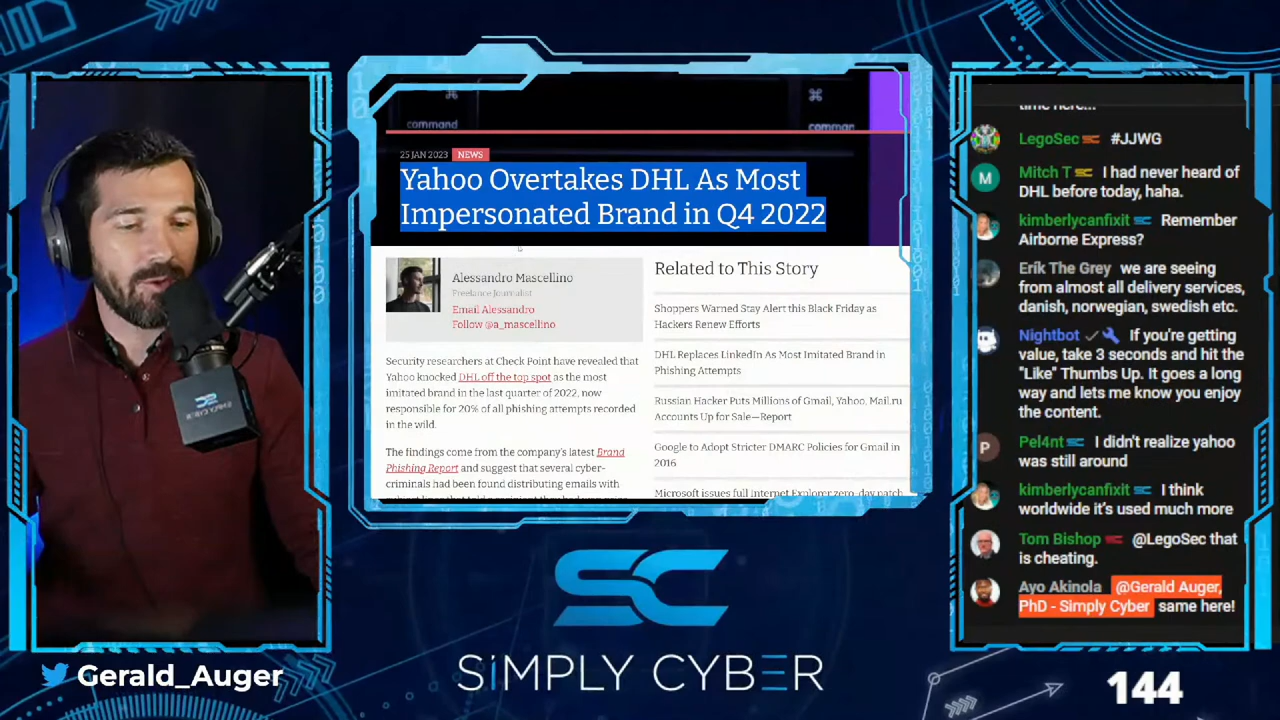 command
25 JAN 2023 NEWS
Yahoo Overtakes DHL As Most
Impersonated Brand in Q4 2022
Alessandro Mascellino
Freelance Journalist
Email Alessandro
Follow @a_mascellino
Security researchers at Check Point have revealed that
Yahoo knocked DHL off the top spot as the most
imitated brand in the last quarter of 2022, now
responsible for 20% of all phishing attempts recorded
in the wild.
The findings come from the company's latest Brand
Phishing Report and suggest that several cyber-
criminals had been found distributing emails with
Related to This Story
Shoppers Warned Stay Alert this Black Friday as
Hackers Renew Efforts
DHL Replaces LinkedIn As Most Imitated Brand in
Phishing Attempts
Russian Hacker Puts Millions of Gmail, Yahoo, Mail.ru
Accounts Up for Sale—Report
Google to Adopt Stricter DMARC Policies for Gmail in
2016
Microsoft issues full internet Explorer zero-day patch
time here...
LegoSec #JJWG
Mitch T I had never heard of
DHL before today, haha.
kimberlycanfixit Remember
Airborne Express?
Erík The Grey we are seeing
from almost all delivery services,
danish, norwegian, swedish etc.
Nightbot If you're getting
value, take 3 seconds and hit the
"Like" Thumbs Up. It goes a long
way and lets me know you enjoy
the content.
Pel4nt I didn't realize yahoo
was still around
kimberlycanfixit I think
worldwide it's used much more
Tom Bishop @LegoSec that
is cheating.
Ayo Akinola @Gerald Auger,
PhD - Simply Cyber same here!
SC
SiMPLY CYBER
Gerald_Auger
144